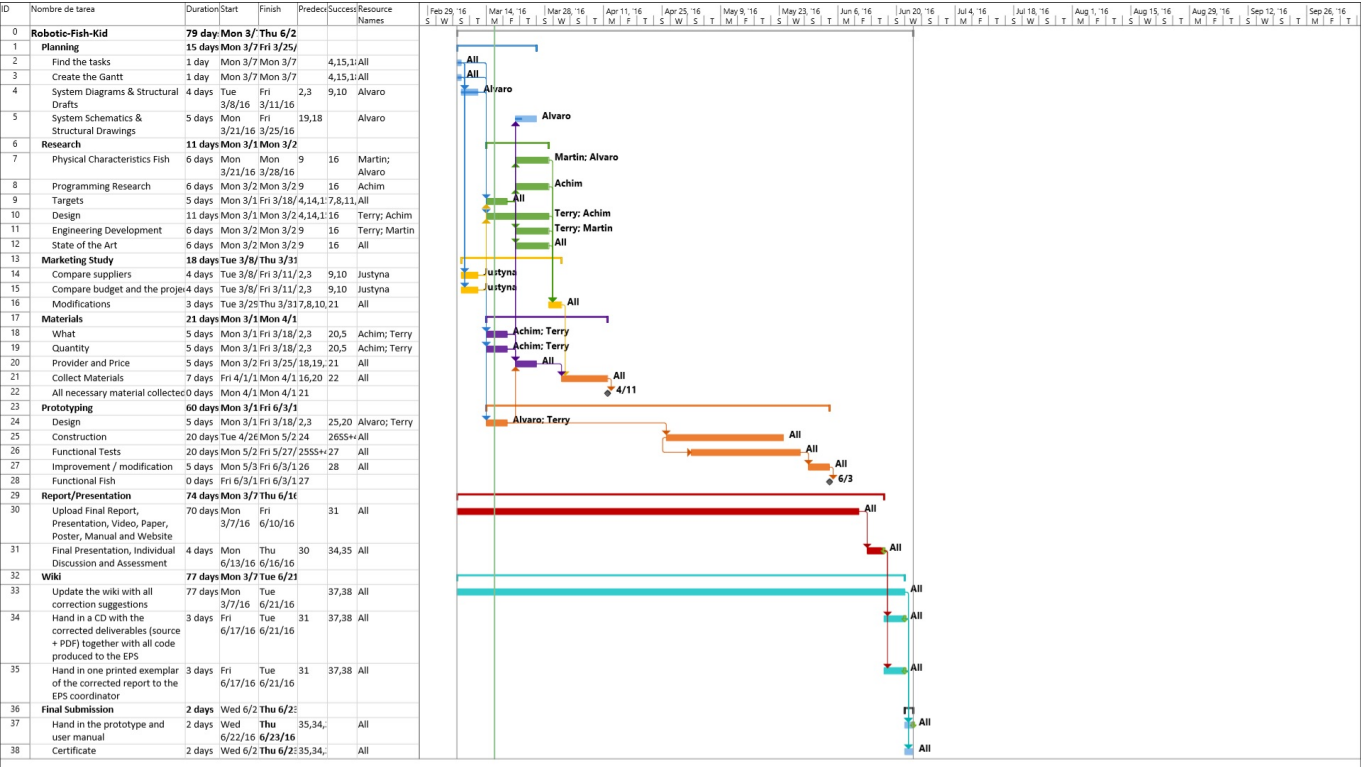 ID Nombre de tarea Duration Start Finish Predece Success Resource Names
Feb 29, '16 Mar 14, '16 Mar 28, '16 Apr 11, '16 Apr 25, '16 May 9, '16 May 23, '16 Jun 6, '16 Jun 20, '16 Jul 4, '16 Jul 18, '16 Aug 1, '16 Aug 15, '16 Aug 29, '16 Sep 12, '16 Sep 26, '16
S W S T M F T S W S T M F T S W S T M F T S W S T M F T S W S T M F T S W S T M F T S W S T M F T S W S T M F T
0 Robotic-Fish-Kid 79 day Mon 3/ Thu 6/2
1 Planning 15 days Mon 3/7 Fri 3/25/
2 Find the tasks 1 day Mon 3/7 Mon 3/7 4,15,1 All All
3 Create the Gantt 1 day Mon 3/7 Mon 3/7 4,15,1 All All
4 System Diagrams & Structural Drafts 4 days Tue 3/8/16 Fri 3/11/16 2,3 9,10 Alvaro Alvaro
5 System Schematics & Structural Drawings 5 days Mon 3/21/16 Fri 3/25/16 19,18 Alvaro Alvaro
6 Research 11 days Mon 3/1 Mon 3/2
7 Physical Characteristics Fish 6 days Mon 3/21/16 Mon 3/28/16 9 16 Martin; Alvaro Martin; Alvaro
8 Programming Research 6 days Mon 3/2 Mon 3/2 9 16 Achim Achim
9 Targets 5 days Mon 3/1 Fri 3/18/ 4,14,1 7,8,11, All All
10 Design 11 days Mon 3/1 Mon 3/2 4,14,1 16 Terry; Achim Terry; Achim
11 Engineering Development 6 days Mon 3/2 Mon 3/2 9 16 Terry; Martin Terry; Martin
12 State of the Art 6 days Mon 3/2 Mon 3/2 9 16 All All
13 Marketing Study 18 days Tue 3/8/ Thu 3/31
14 Compare suppliers 4 days Tue 3/8/ Fri 3/11/ 2,3 9,10 Justyna Justyna
15 Compare budget and the proje 4 days Tue 3/8/ Fri 3/11/ 2,3 9,10 Justyna Justyna
16 Modifications 3 days Tue 3/29 Thu 3/31 7,8,10, 21 All All
17 Materials 21 days Mon 3/1 Mon 4/1
18 What 5 days Mon 3/1 Fri 3/18/ 2,3 20,5 Achim; Terry Achim; Terry
19 Quantity 5 days Mon 3/1 Fri 3/18/ 2,3 20,5 Achim; Terry Achim; Terry
20 Provider and Price 5 days Mon 3/2 Fri 3/25/ 18,19, 21 All All
21 Collect Materials 7 days Fri 4/1/1 Mon 4/1 16,20 22 All All
22 All necessary material collected 0 days Mon 4/1 Mon 4/1 21 4/11
23 Prototyping 60 days Mon 3/1 Fri 6/3/1
24 Design 5 days Mon 3/1 Fri 3/18/ 2,3 25,20 Alvaro; Terry Alvaro; Terry
25 Construction 20 days Tue 4/26 Mon 5/2 24 26SS+4 All All
26 Functional Tests 20 days Mon 5/2 Fri 5/27/ 25SS+4 27 All All
27 Improvement / modification 5 days Mon 5/3 Fri 6/3/1 26 28 All All
28 Functional Fish 0 days Fri 6/3/1 Fri 6/3/1 27 6/3
29 Report/Presentation 74 days Mon 3/7 Thu 6/16
30 Upload Final Report, Presentation, Video, Paper, Poster, Manual and Website 70 days Mon 3/7/16 Fri 6/10/16 31 All All
31 Final Presentation, Individual Discussion and Assessment 4 days Mon 6/13/16 Thu 6/16/16 30 34,35 All All
32 Wiki 77 days Mon 3/7 Tue 6/21
33 Update the wiki with all correction suggestions 77 days Mon 3/7/16 Tue 6/21/16 37,38 All All
34 Hand in a CD with the corrected deliverables (source + PDF) together with all code produced to the EPS 3 days Fri 6/17/16 Tue 6/21/16 31 37,38 All All
35 Hand in one printed exemplar of the corrected report to the EPS coordinator 3 days Fri 6/17/16 Tue 6/21/16 31 37,38 All All
36 Final Submission 2 days Wed 6/2 Thu 6/2
37 Hand in the prototype and user manual 2 days Wed 6/22/16 Thu 6/23/16 35,34, All All
38 Certificate 2 days Wed 6/2 Thu 6/2 35,34, All All